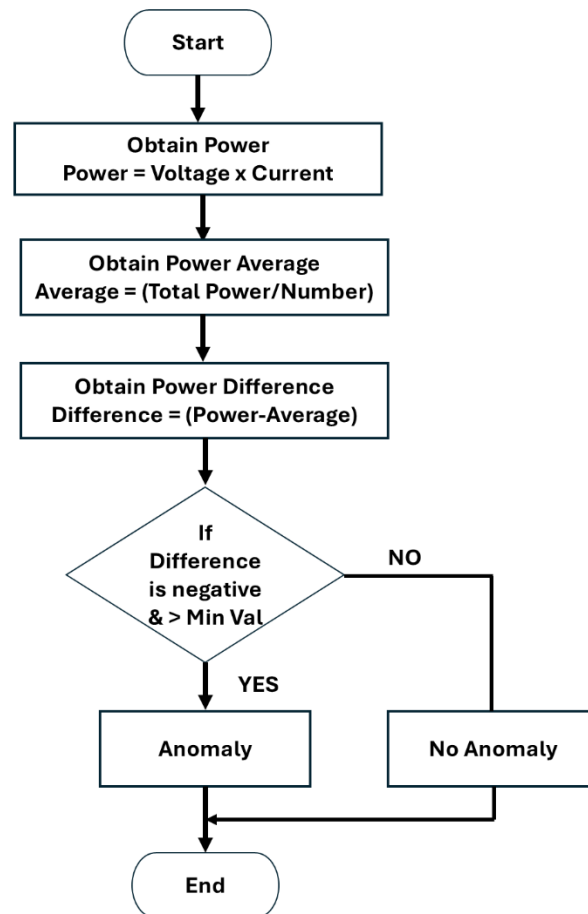 Start
Obtain Power
Power = Voltage x Current
Obtain Power Average
Average = (Total Power/Number)
Obtain Power Difference
Difference = (Power-Average)
If
Difference
is negative
& > Min Val
NO
YES
Anomaly
No Anomaly
End